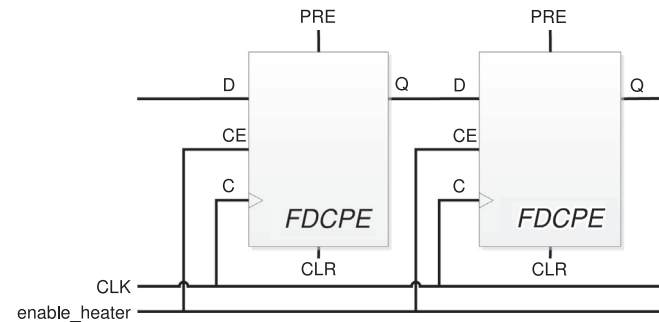 PRE PRE
D Q D Q
CE CE
C C
FDCPE FDCPE
CLR CLR
CLK
enable_heater